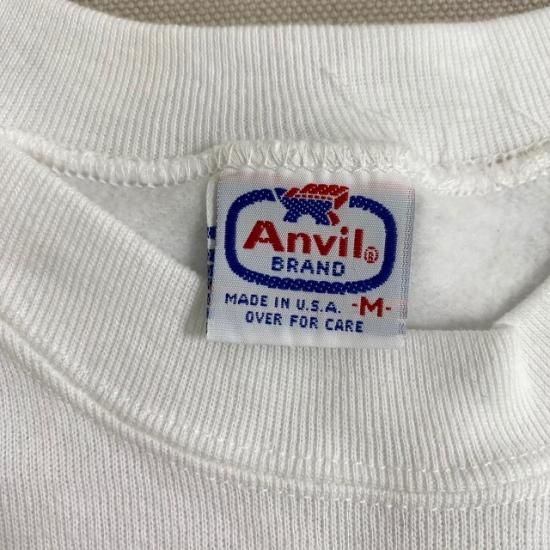 Anvil®
BRAND
MADE IN U.S.A. -M-
OVER FOR CARE